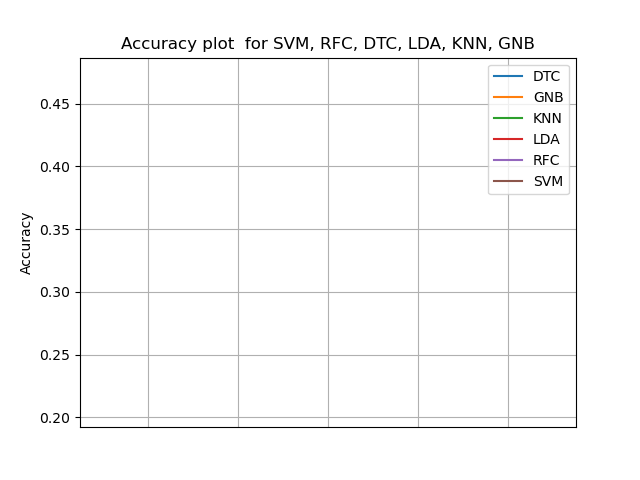 Accuracy plot  for SVM, RFC, DTC, LDA, KNN, GNB
DTC
GNB
KNN
LDA
RFC
SVM
0.45
0.40
0.35
0.30
0.25
0.20
Accuracy